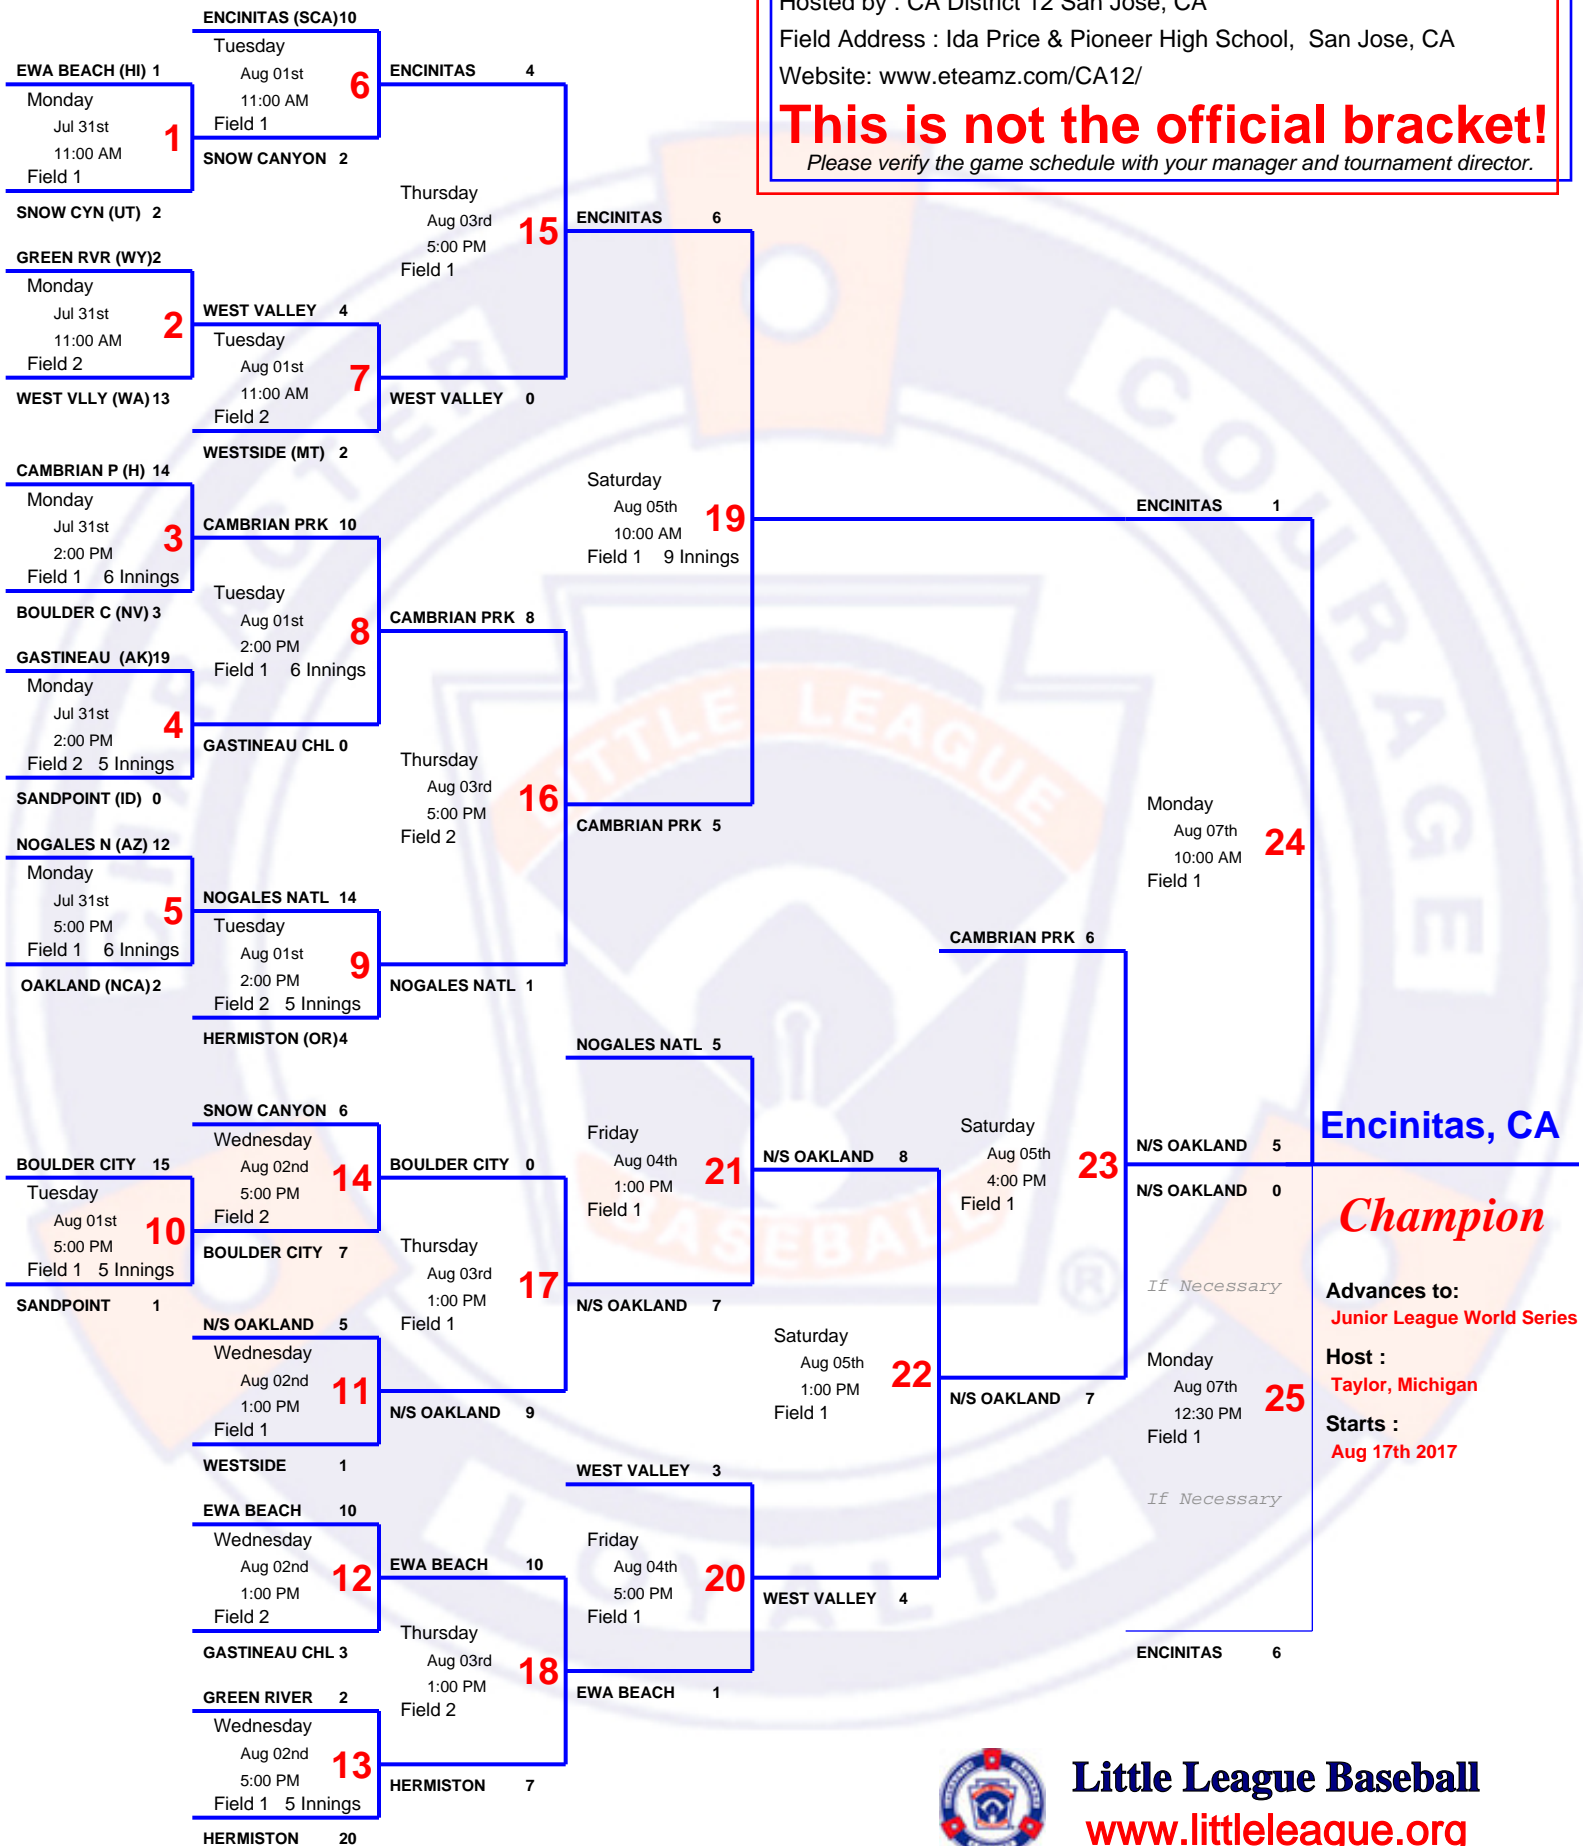 Hosted by : CA District 12 San Jose, CA
Field Address : Ida Price & Pioneer High School, San Jose, CA
Website: www.eteamz.com/CA12/
This is not the official bracket!
Please verify the game schedule with your manager and tournament director.
EWA BEACH (HI) 1
Monday
Jul 31st
11:00 AM
Field 1
1
SNOW CYN (UT) 2
GREEN RVR (WY) 2
Monday
Jul 31st
11:00 AM
Field 2
2
WEST VLLY (WA) 13
CAMBRIAN P (H) 14
Monday
Jul 31st
2:00 PM
Field 1 6 Innings
3
BOULDER C (NV) 3
GASTINEAU (AK) 19
Monday
Jul 31st
2:00 PM
Field 2 5 Innings
4
SANDPOINT (ID) 0
NOGALES N (AZ) 12
Monday
Jul 31st
5:00 PM
Field 1 6 Innings
5
OAKLAND (NCA) 2
BOULDER CITY 15
Tuesday
Aug 01st
5:00 PM
Field 1 5 Innings
10
SANDPOINT 1
ENCINITAS (SCA) 10
Tuesday
Aug 01st
11:00 AM
Field 1
6
SNOW CANYON 2
WEST VALLEY 4
Tuesday
Aug 01st
11:00 AM
Field 2
7
WESTSIDE (MT) 2
CAMBRIAN PRK 10
Tuesday
Aug 01st
2:00 PM
Field 1 6 Innings
8
GASTINEAU CHL 0
NOGALES NATL 14
Tuesday
Aug 01st
2:00 PM
Field 2 5 Innings
9
HERMISTON (OR) 4
SNOW CANYON 6
Wednesday
Aug 02nd
5:00 PM
Field 2
14
BOULDER CITY 7
N/S OAKLAND 5
Wednesday
Aug 02nd
1:00 PM
Field 1
11
WESTSIDE 1
EWA BEACH 10
Wednesday
Aug 02nd
1:00 PM
Field 2
12
GASTINEAU CHL 3
GREEN RIVER 2
Wednesday
Aug 02nd
5:00 PM
Field 1 5 Innings
13
HERMISTON 20
ENCINITAS 4
Thursday
Aug 03rd
5:00 PM
Field 1
15
WEST VALLEY 0
CAMBRIAN PRK 8
Thursday
Aug 03rd
5:00 PM
Field 2
16
NOGALES NATL 1
BOULDER CITY 0
Thursday
Aug 03rd
1:00 PM
Field 1
17
N/S OAKLAND 9
EWA BEACH 10
Thursday
Aug 03rd
1:00 PM
Field 2
18
HERMISTON 7
ENCINITAS 6
Saturday
Aug 05th
10:00 AM
Field 1 9 Innings
19
CAMBRIAN PRK 5
NOGALES NATL 5
Friday
Aug 04th
1:00 PM
Field 1
21
N/S OAKLAND 7
WEST VALLEY 3
Friday
Aug 04th
5:00 PM
Field 1
20
EWA BEACH 1
N/S OAKLAND 8
Saturday
Aug 05th
1:00 PM
Field 1
22
WEST VALLEY 4
CAMBRIAN PRK 6
Saturday
Aug 05th
4:00 PM
Field 1
23
N/S OAKLAND 7
ENCINITAS 1
Monday
Aug 07th
10:00 AM
Field 1
24
N/S OAKLAND 5
N/S OAKLAND 0
If Necessary
Monday
Aug 07th
12:30 PM
Field 1
25
If Necessary
ENCINITAS 6
Encinitas, CA
Champion
Advances to:
Junior League World Series
Host :
Taylor, Michigan
Starts :
Aug 17th 2017
CHARACTER
COURAGE
LOYALTY
LITTLE LEAGUE
BASEBALL
®
Little League Baseball
www.littleleague.org